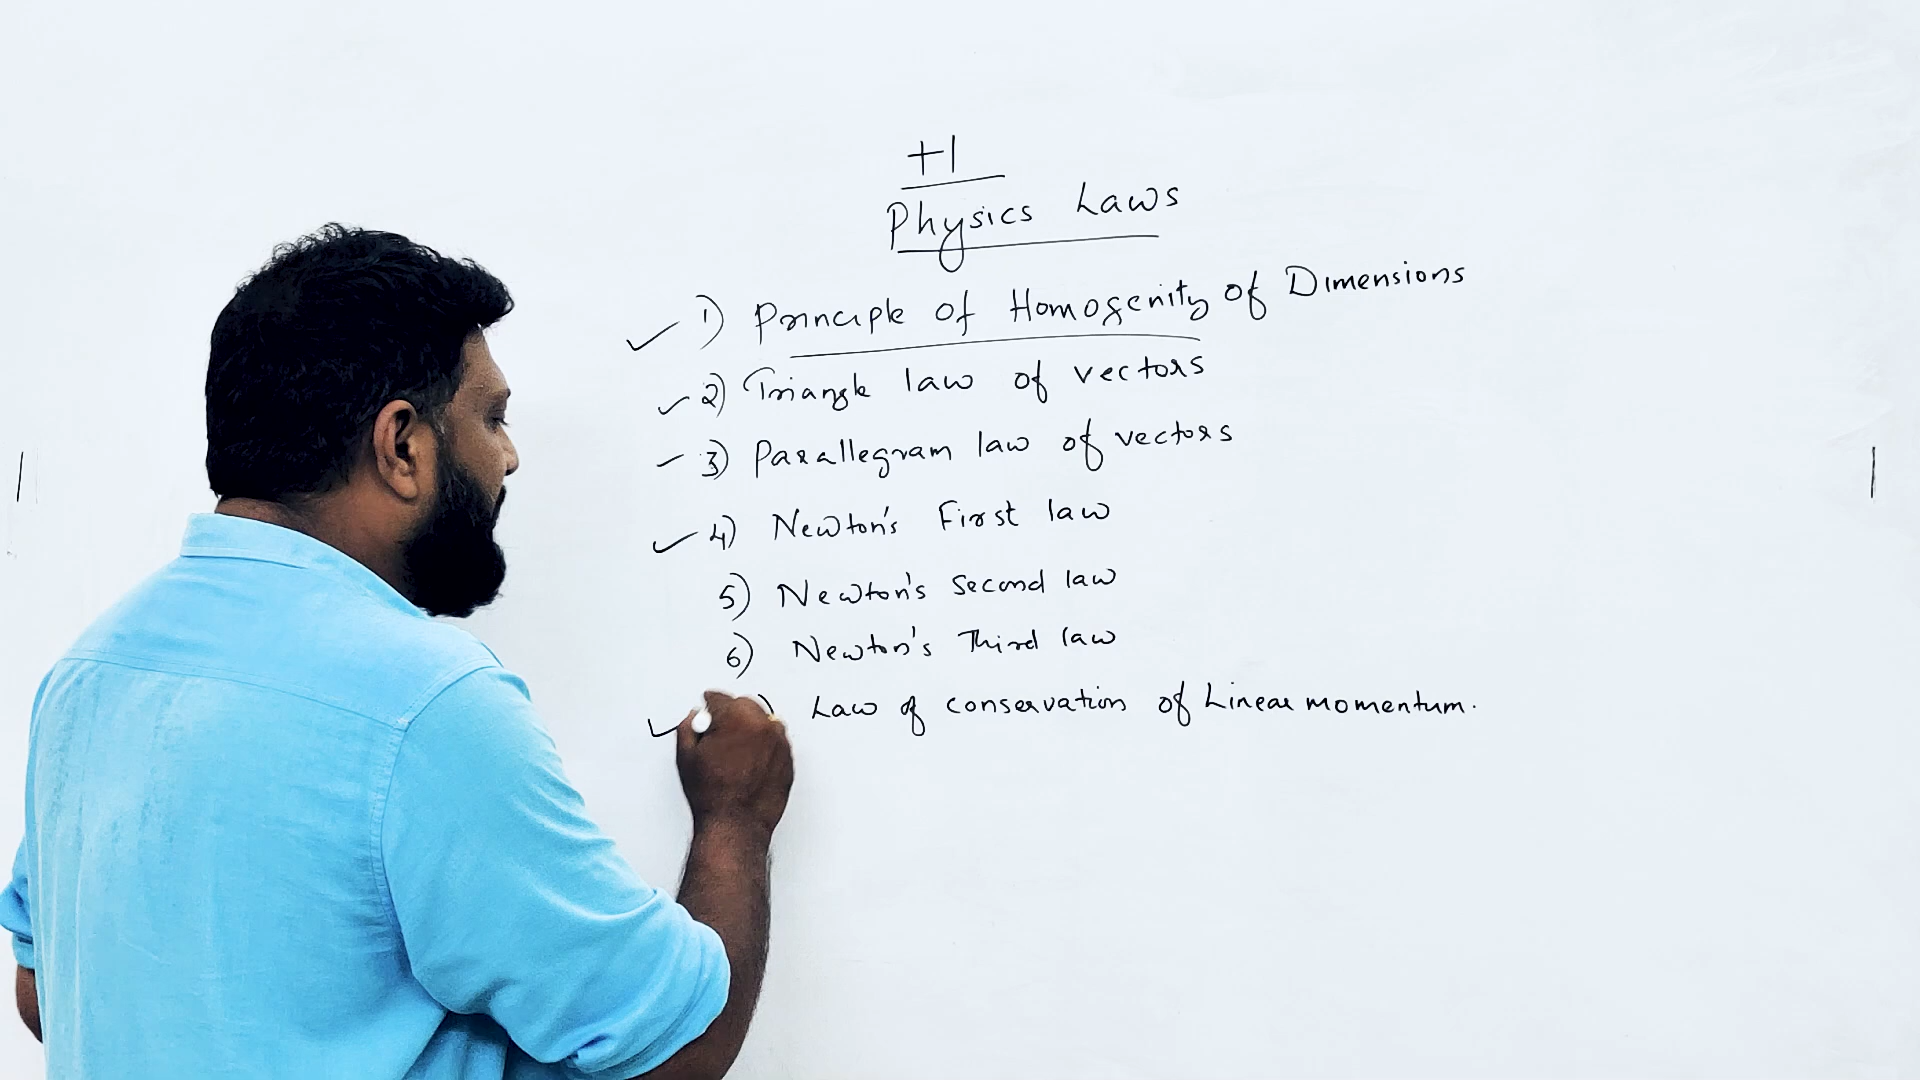 +1
Physics Laws
1) Principle of Homogenity of Dimensions
2) Triangle law of vectors
3) Parallegram law of vectors
4) Newton's First law
5) Newton's Second law
6) Newton's Third law
) Law of conservation of Linear momentum.